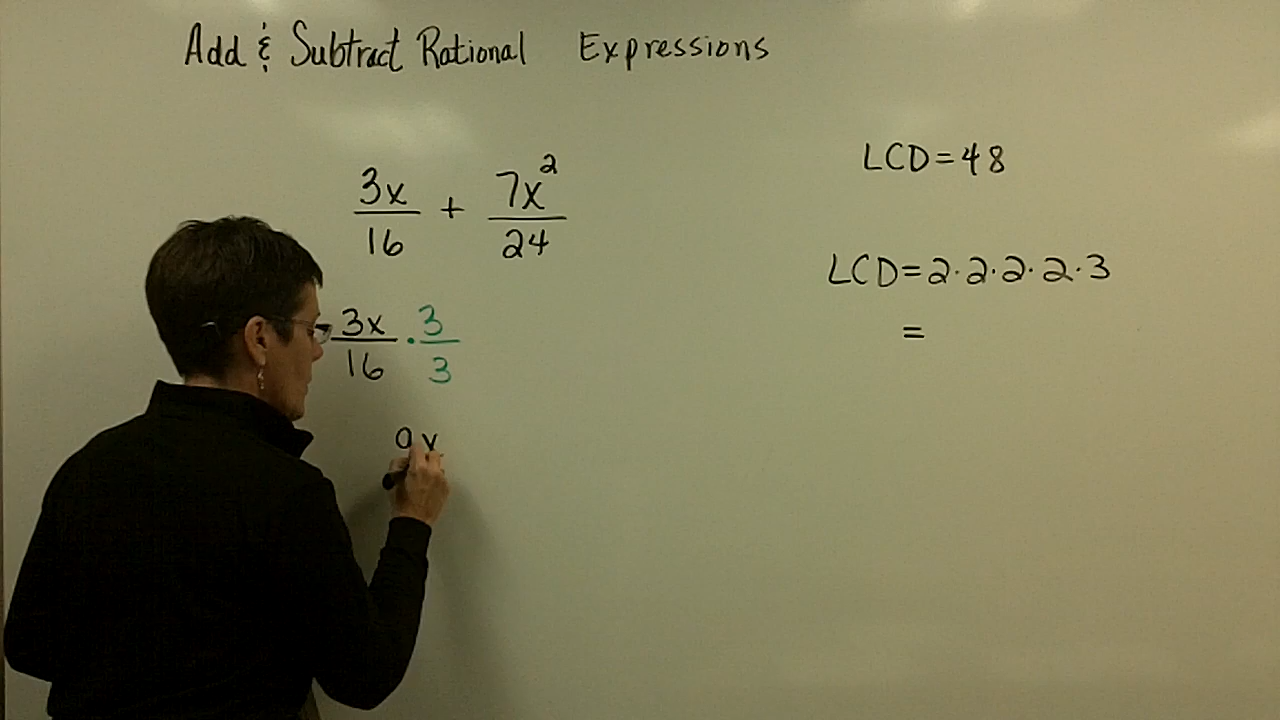 Add & Subtract Rational Expressions
3x/16 + 7x²/24
LCD=48
LCD=2·2·2·2·3
=
3x/16 · 3/3
9x